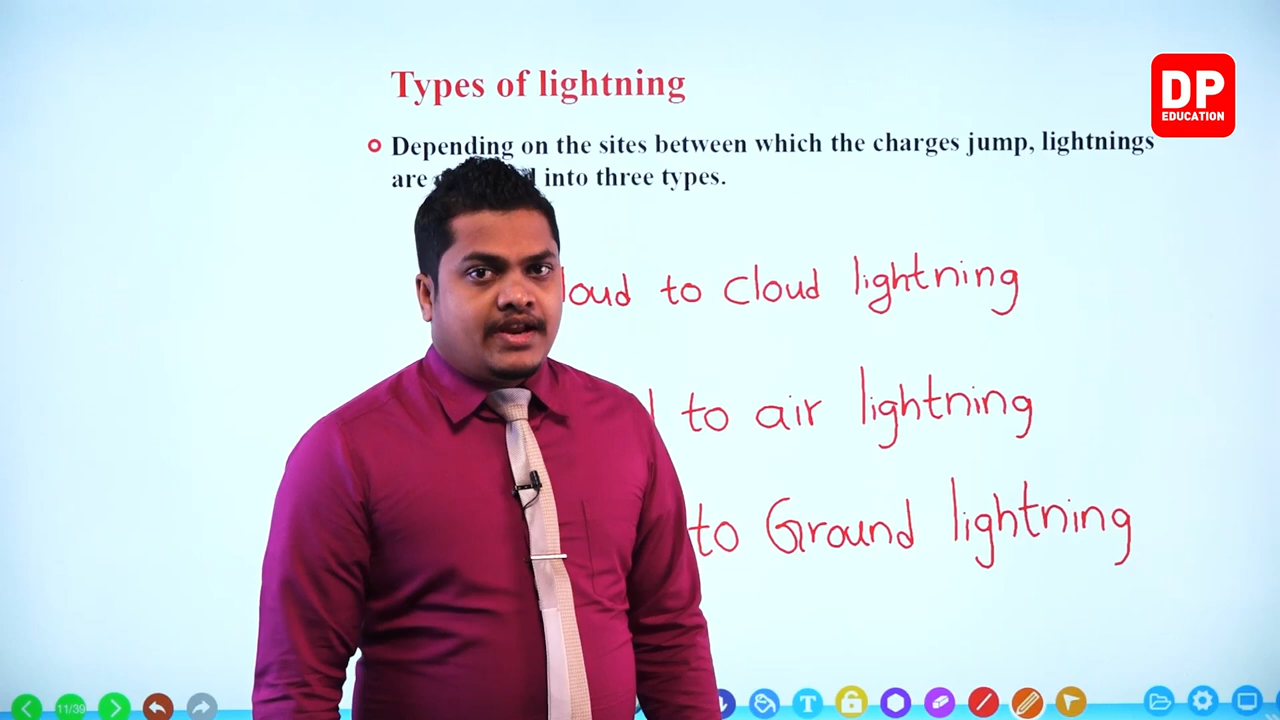 Types of lightning
DP
EDUCATION
Depending on the sites between which the charges jump, lightnings
are into three types.
to Cloud lightning
to air lightning
to Ground lightning
11/39
T